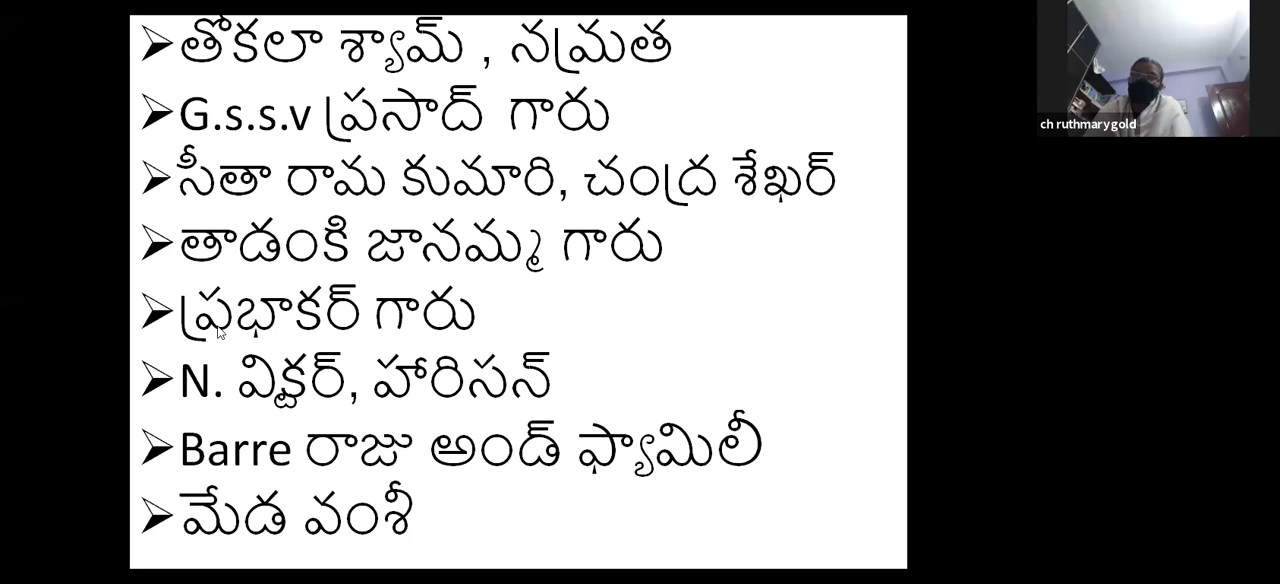 ➢తోకలా శ్యామ్ , నమ్రత
➢G.s.s.v ప్రసాద్ గారు
➢సీతా రామ కుమారి, చంద్ర శేఖర్
➢తాడంకి జానమ్మ గారు
➢ప్రభాకర్ గారు
➢N. విక్టర్, హారిసన్
➢Barre రాజు అండ్ ఫ్యామిలీ
➢మేడ వంశీ
ch ruthmarygold